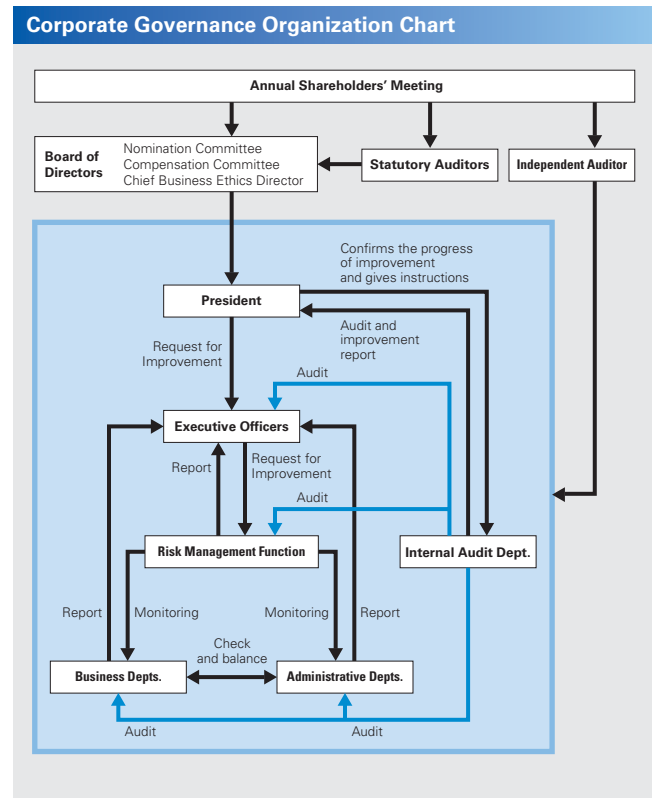 Corporate Governance Organization Chart
Annual Shareholders’ Meeting
Board of
Directors
Nomination Committee
Compensation Committee
Chief Business Ethics Director
Statutory Auditors
Independent Auditor
Confirms the progress
of improvement
and gives instructions
President
Audit and
improvement
report
Request for
Improvement
Audit
Executive Officers
Report
Request for
Improvement
Audit
Risk Management Function
Internal Audit Dept.
Report
Monitoring
Monitoring
Report
Check
and balance
Business Depts.
Administrative Depts.
Audit
Audit